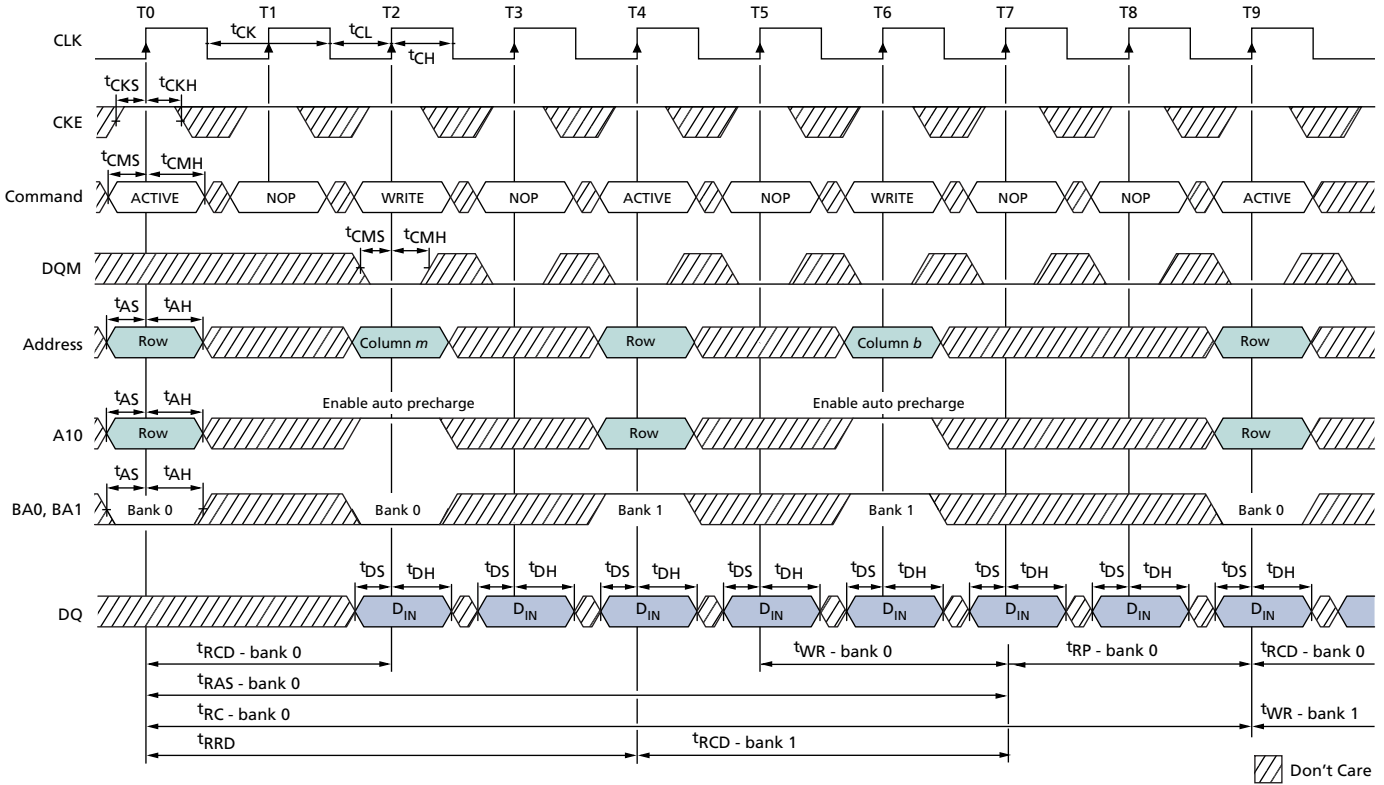 T0 T1 T2 T3 T4 T5 T6 T7 T8 T9
CLK tCK tCL
tCH
tCKS tCKH
CKE
tCMS tCMH
Command ACTIVE NOP WRITE NOP ACTIVE NOP WRITE NOP NOP ACTIVE
tCMS tCMH
DQM
tAS tAH
Address Row Column m Row Column b Row
tAS tAH Enable auto precharge Enable auto precharge
A10 Row Row Row
tAS tAH
BA0, BA1 Bank 0 Bank 0 Bank 1 Bank 1 Bank 0
tDS tDH tDS tDH tDS tDH tDS tDH tDS tDH tDS tDH tDS tDH tDS tDH
DQ DIN DIN DIN DIN DIN DIN DIN DIN
tRCD - bank 0 tWR - bank 0 tRP - bank 0 tRCD - bank 0
tRAS - bank 0
tRC - bank 0 tWR - bank 1
tRRD tRCD - bank 1
Don't Care